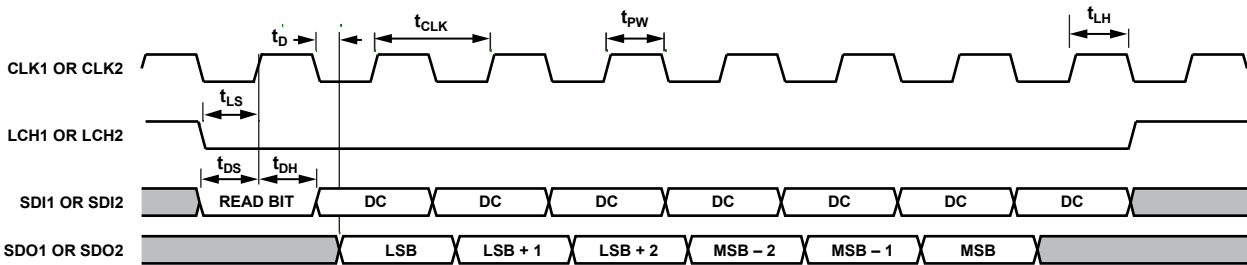 tD
tCLK
tPW
tLH
CLK1 OR CLK2
tLS
LCH1 OR LCH2
tDS
tDH
SDI1 OR SDI2
READ BIT
DC
DC
DC
DC
DC
DC
DC
SDO1 OR SDO2
LSB
LSB + 1
LSB + 2
MSB – 2
MSB – 1
MSB